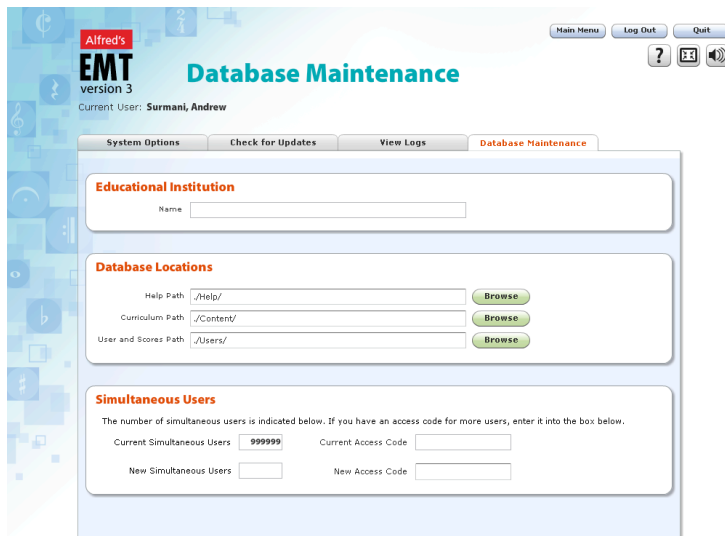 Main Menu Log Out Quit
Alfred's
EMT
version 3
?
Database Maintenance
Current User: Surmani, Andrew
System Options Check for Updates View Logs Database Maintenance
Educational Institution
Name
Database Locations
Help Path ./Help/ Browse
Curriculum Path ./Content/ Browse
User and Scores Path ./Users/ Browse
Simultaneous Users
The number of simultaneous users is indicated below. If you have an access code for more users, enter it into the box below.
Current Simultaneous Users 999999 Current Access Code
New Simultaneous Users New Access Code